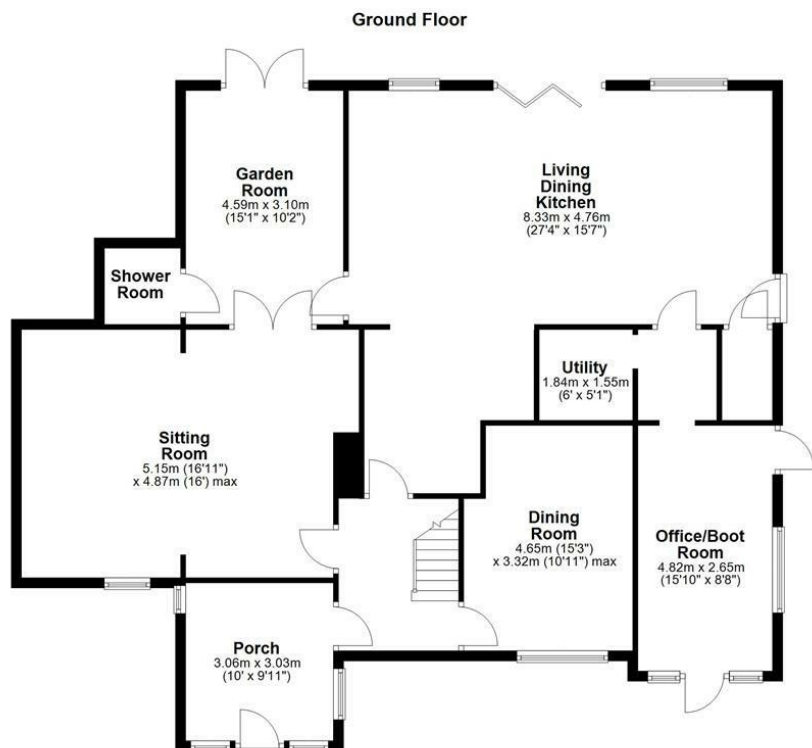 Ground Floor
Garden
Room
4.59m x 3.10m
(15'1" x 10'2")
Living
Dining
Kitchen
8.33m x 4.76m
(27'4" x 15'7")
Shower
Room
Utility
1.84m x 1.55m
(6' x 5'1")
Sitting
Room
5.15m (16'11")
x 4.87m (16') max
Dining
Room
4.65m (15'3")
x 3.32m (10'11") max
Office/Boot
Room
4.82m x 2.65m
(15'10" x 8'8")
Porch
3.06m x 3.03m
(10' x 9'11")